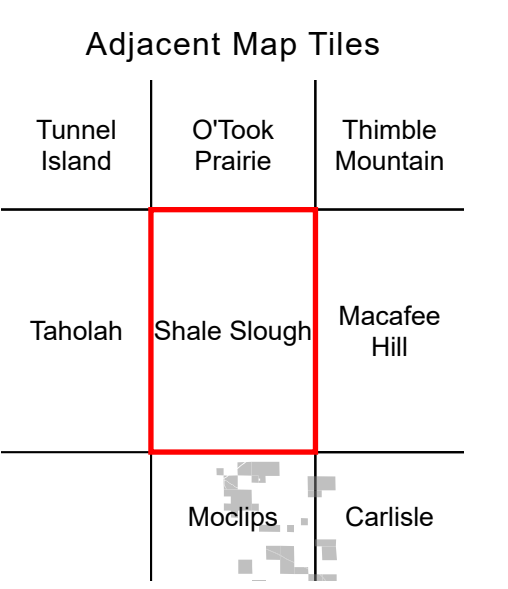 Adjacent Map Tiles
Tunnel
Island
O'Took
Prairie
Thimble
Mountain
Taholah
Shale Slough
Macafee
Hill
Moclips
Carlisle